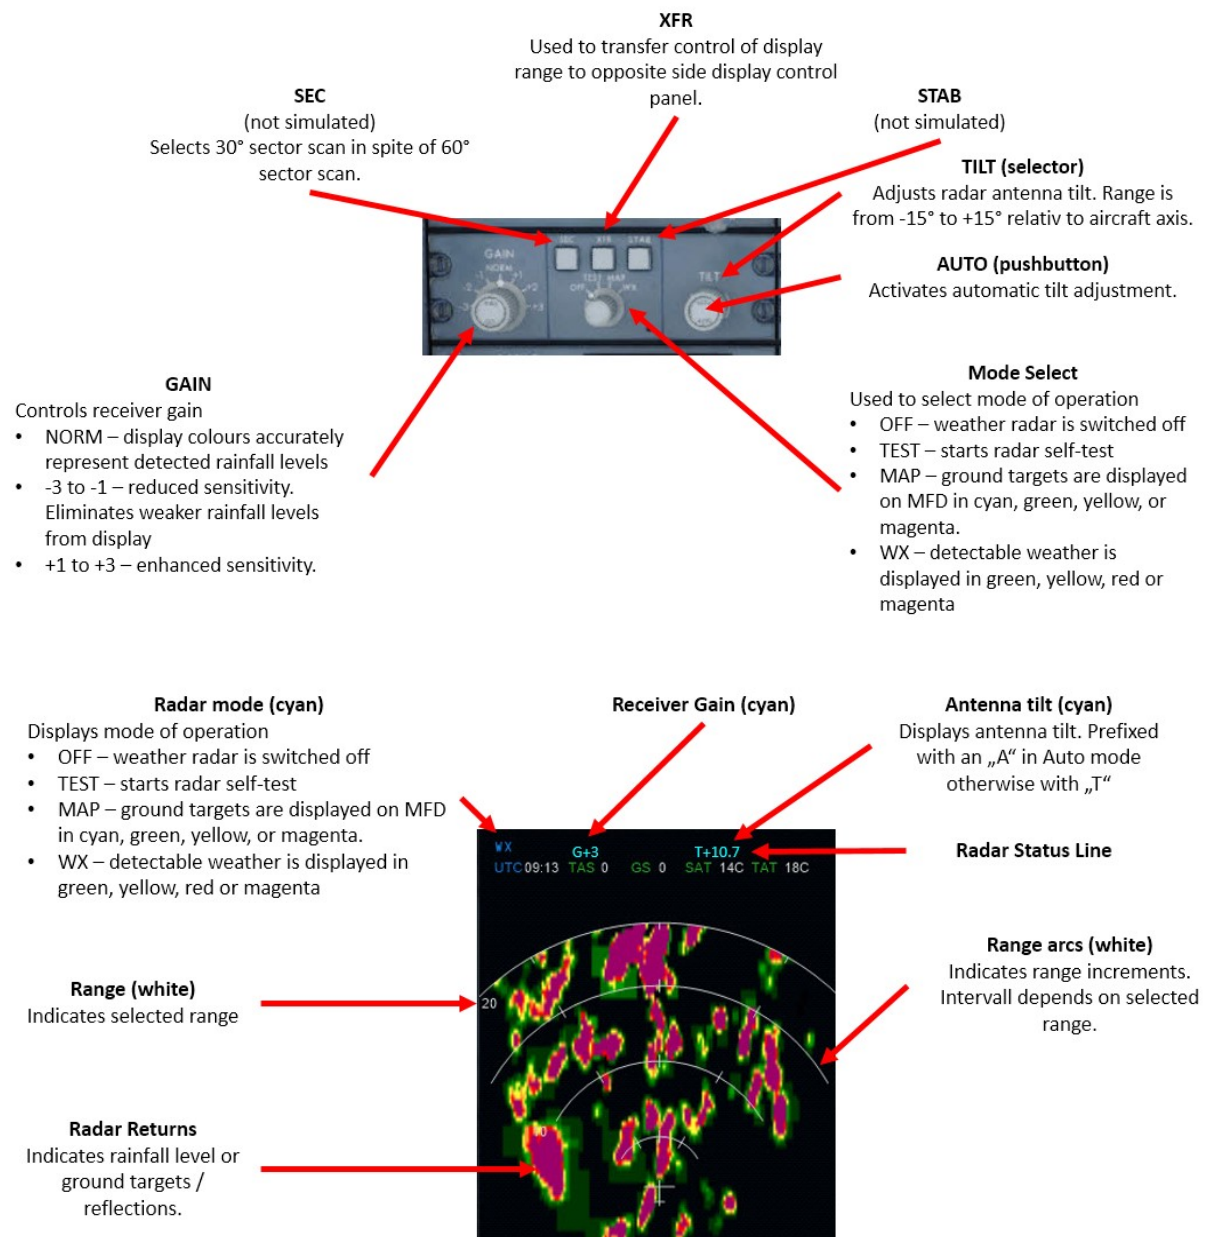 XFR
Used to transfer control of display
range to opposite side display control
panel.
SEC
(not simulated)
Selects 30° sector scan in spite of 60°
sector scan.
STAB
(not simulated)
TILT (selector)
Adjusts radar antenna tilt. Range is
from -15° to +15° relativ to aircraft axis.
AUTO (pushbutton)
Activates automatic tilt adjustment.
SEC XFR STAB
GAIN
NORM
-1 +1
-2 +2
-3 +3
TEST MAP
OFF WX
TILT
AUTO
GAIN
Controls receiver gain
• NORM – display colours accurately
represent detected rainfall levels
• -3 to -1 – reduced sensitivity.
Eliminates weaker rainfall levels
from display
• +1 to +3 – enhanced sensitivity.
Mode Select
Used to select mode of operation
• OFF – weather radar is switched off
• TEST – starts radar self-test
• MAP – ground targets are displayed
on MFD in cyan, green, yellow, or
magenta.
• WX – detectable weather is
displayed in green, yellow, red or
magenta
Radar mode (cyan)
Displays mode of operation
• OFF – weather radar is switched off
• TEST – starts radar self-test
• MAP – ground targets are displayed on MFD
in cyan, green, yellow, or magenta.
• WX – detectable weather is displayed in
green, yellow, red or magenta
Receiver Gain (cyan)
Antenna tilt (cyan)
Displays antenna tilt. Prefixed
with an „A“ in Auto mode
otherwise with „T“
Radar Status Line
WX
G+3 T+10.7
UTC 09:13 TAS 0 GS 0 SAT 14C TAT 18C
Range arcs (white)
Indicates range increments.
Intervall depends on selected
range.
Range (white)
Indicates selected range
20
Radar Returns
Indicates rainfall level or
ground targets /
reflections.